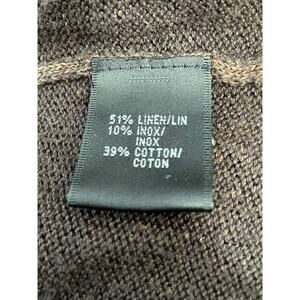 51% LINEN/LIN
10% INOX/
INOX
39% COTTON/
COTON